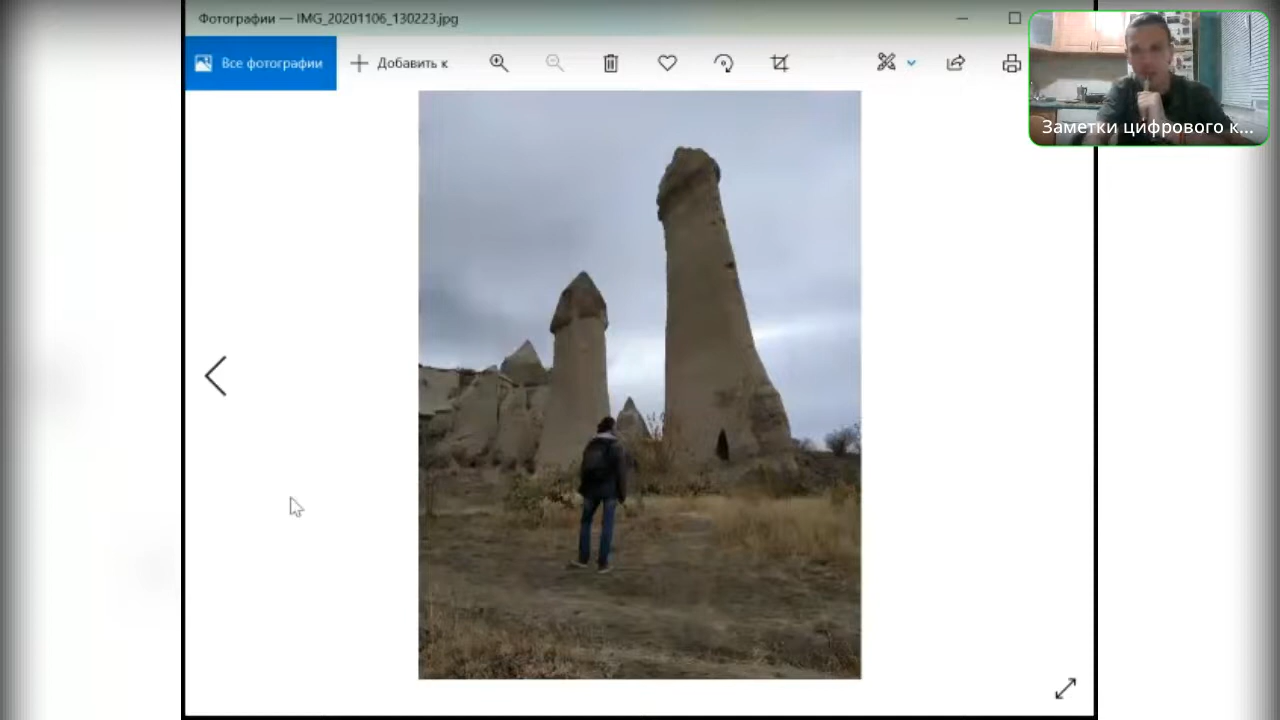 Фотографии — IMG_20201106_130223.jpg
Все фотографии
Добавить к
Заметки цифрового к...